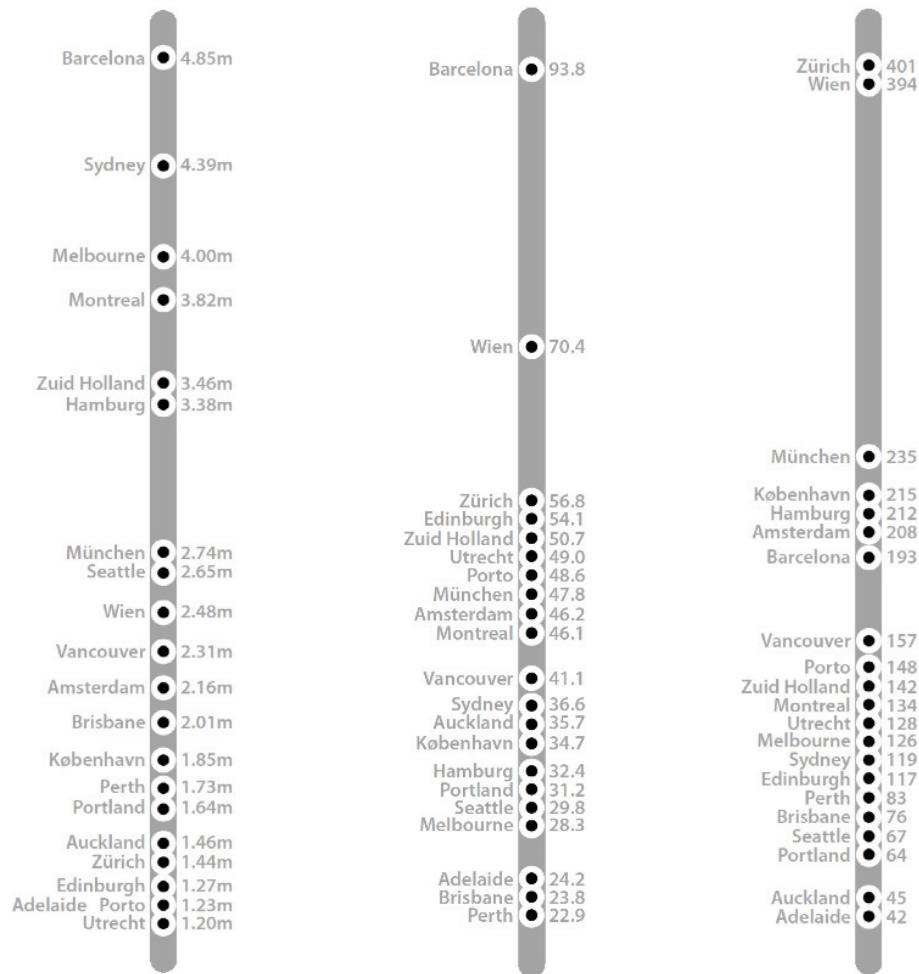 Barcelona 4.85m
Sydney 4.39m
Melbourne 4.00m
Montreal 3.82m
Zuid Holland 3.46m
Hamburg 3.38m
München 2.74m
Seattle 2.65m
Wien 2.48m
Vancouver 2.31m
Amsterdam 2.16m
Brisbane 2.01m
København 1.85m
Perth 1.73m
Portland 1.64m
Auckland 1.46m
Zürich 1.44m
Edinburgh 1.27m
Adelaide Porto 1.23m
Utrecht 1.20m
Barcelona 93.8
Wien 70.4
Zürich 56.8
Edinburgh 54.1
Zuid Holland 50.7
Utrecht 49.0
Porto 48.6
München 47.8
Amsterdam 46.2
Montreal 46.1
Vancouver 41.1
Sydney 36.6
Auckland 35.7
København 34.7
Hamburg 32.4
Portland 31.2
Seattle 29.8
Melbourne 28.3
Adelaide 24.2
Brisbane 23.8
Perth 22.9
Zürich 401
Wien 394
München 235
København 215
Hamburg 212
Amsterdam 208
Barcelona 193
Vancouver 157
Porto 148
Zuid Holland 142
Montreal 134
Utrecht 128
Melbourne 126
Sydney 119
Edinburgh 117
Perth 83
Brisbane 76
Seattle 67
Portland 64
Auckland 45
Adelaide 42